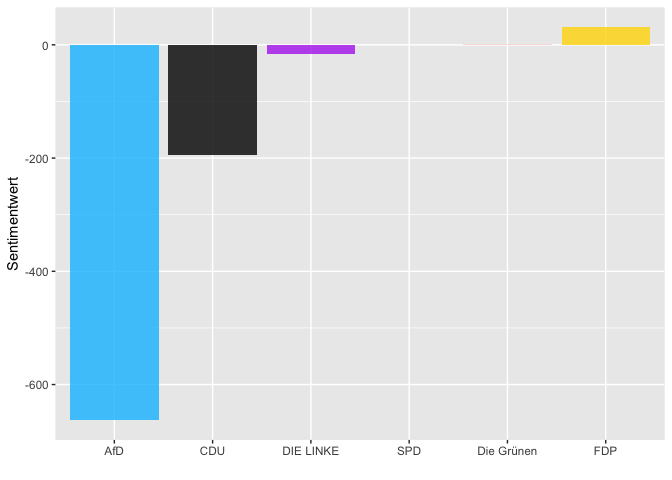 Sentimentwert
0
-200
-400
-600
AfD
CDU
DIE LINKE
SPD
Die Grünen
FDP